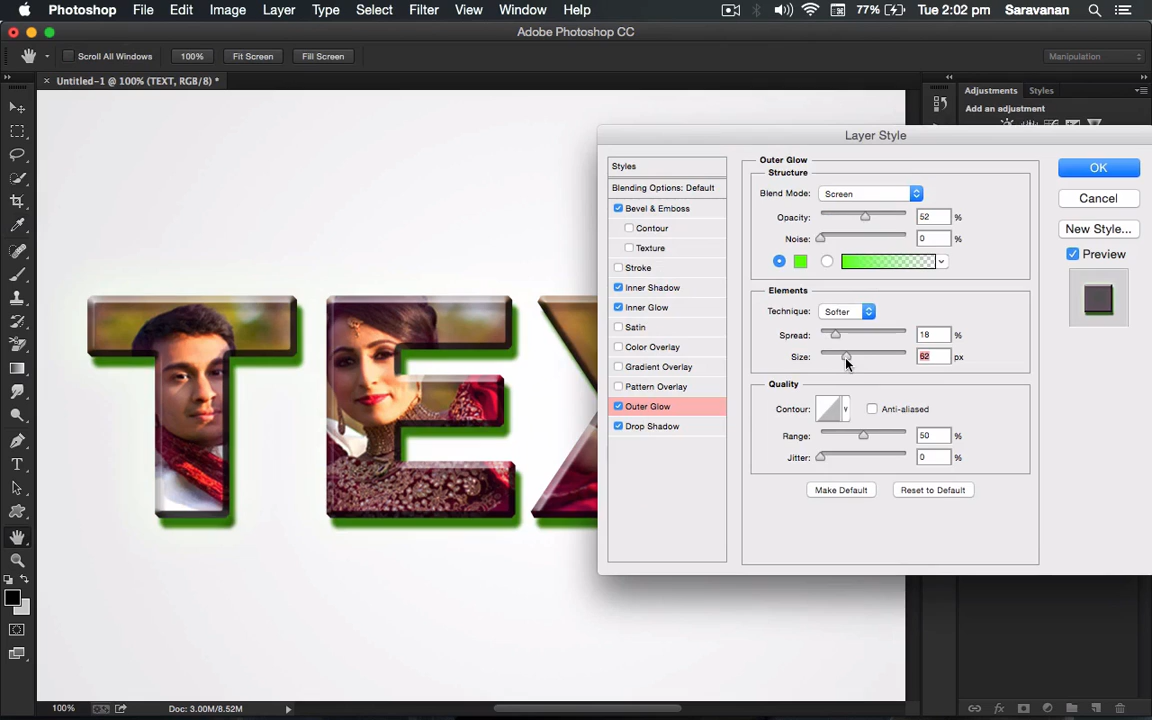 Photoshop File Edit Image Layer Type Select Filter View Window Help 77% Tue 2:02 pm Saravanan
Adobe Photoshop CC
Scroll All Windows 100% Fit Screen Fill Screen Manipulation
Untitled-1 @ 100% (TEXT, RGB/8) *
Adjustments Styles
Add an adjustment
Layer Style
Styles
Blending Options: Default
Bevel & Emboss
Contour
Texture
Stroke
Inner Shadow
Inner Glow
Satin
Color Overlay
Gradient Overlay
Pattern Overlay
Outer Glow
Drop Shadow
Outer Glow
Structure
Blend Mode: Screen
Opacity: 52 %
Noise: 0 %
Elements
Technique: Softer
Spread: 18 %
Size: 62 px
Quality
Contour: Anti-aliased
Range: 50 %
Jitter: 0 %
Make Default Reset to Default
OK
Cancel
New Style...
Preview
TEX
100% Doc: 3.00M/8.52M
fx